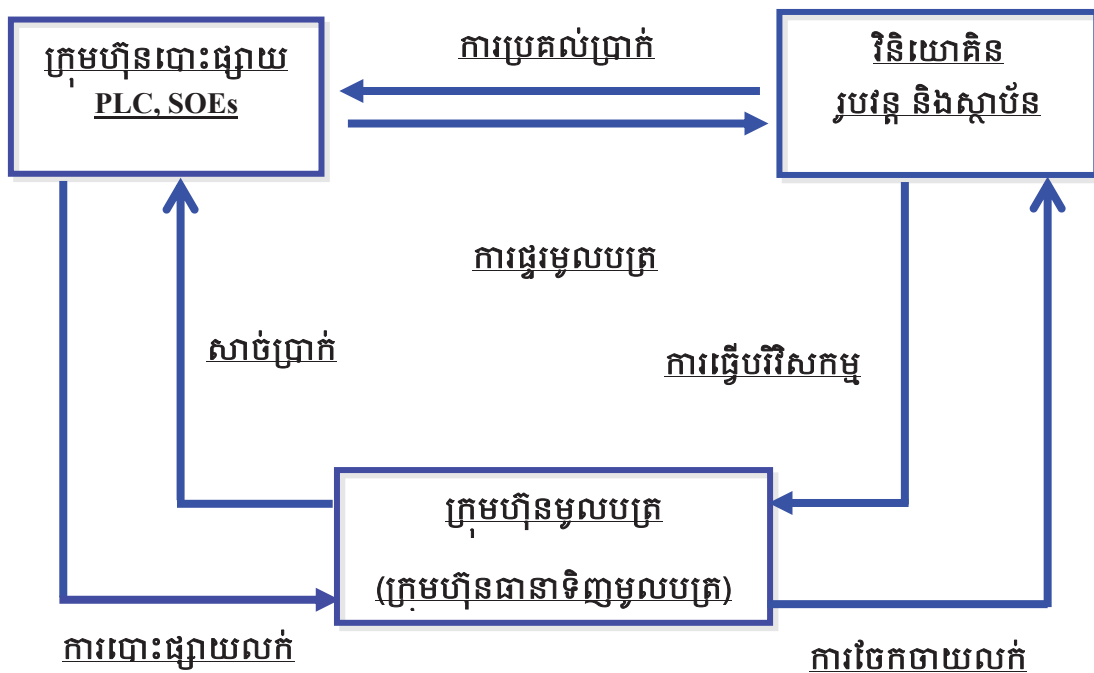 ក្រុមហ៊ុនបោះផ្សាយ
PLC, SOEs
ការប្រគល់ប្រាក់
វិនិយោគិន
រូបវន្ត និងស្ថាប័ន
ការផ្ទេរមូលបត្រ
សាច់ប្រាក់
ការធ្វើបរិវិសកម្ម
ក្រុមហ៊ុនមូលបត្រ
(ក្រុមហ៊ុនធានាទិញមូលបត្រ)
ការបោះផ្សាយលក់
ការចែកចាយលក់